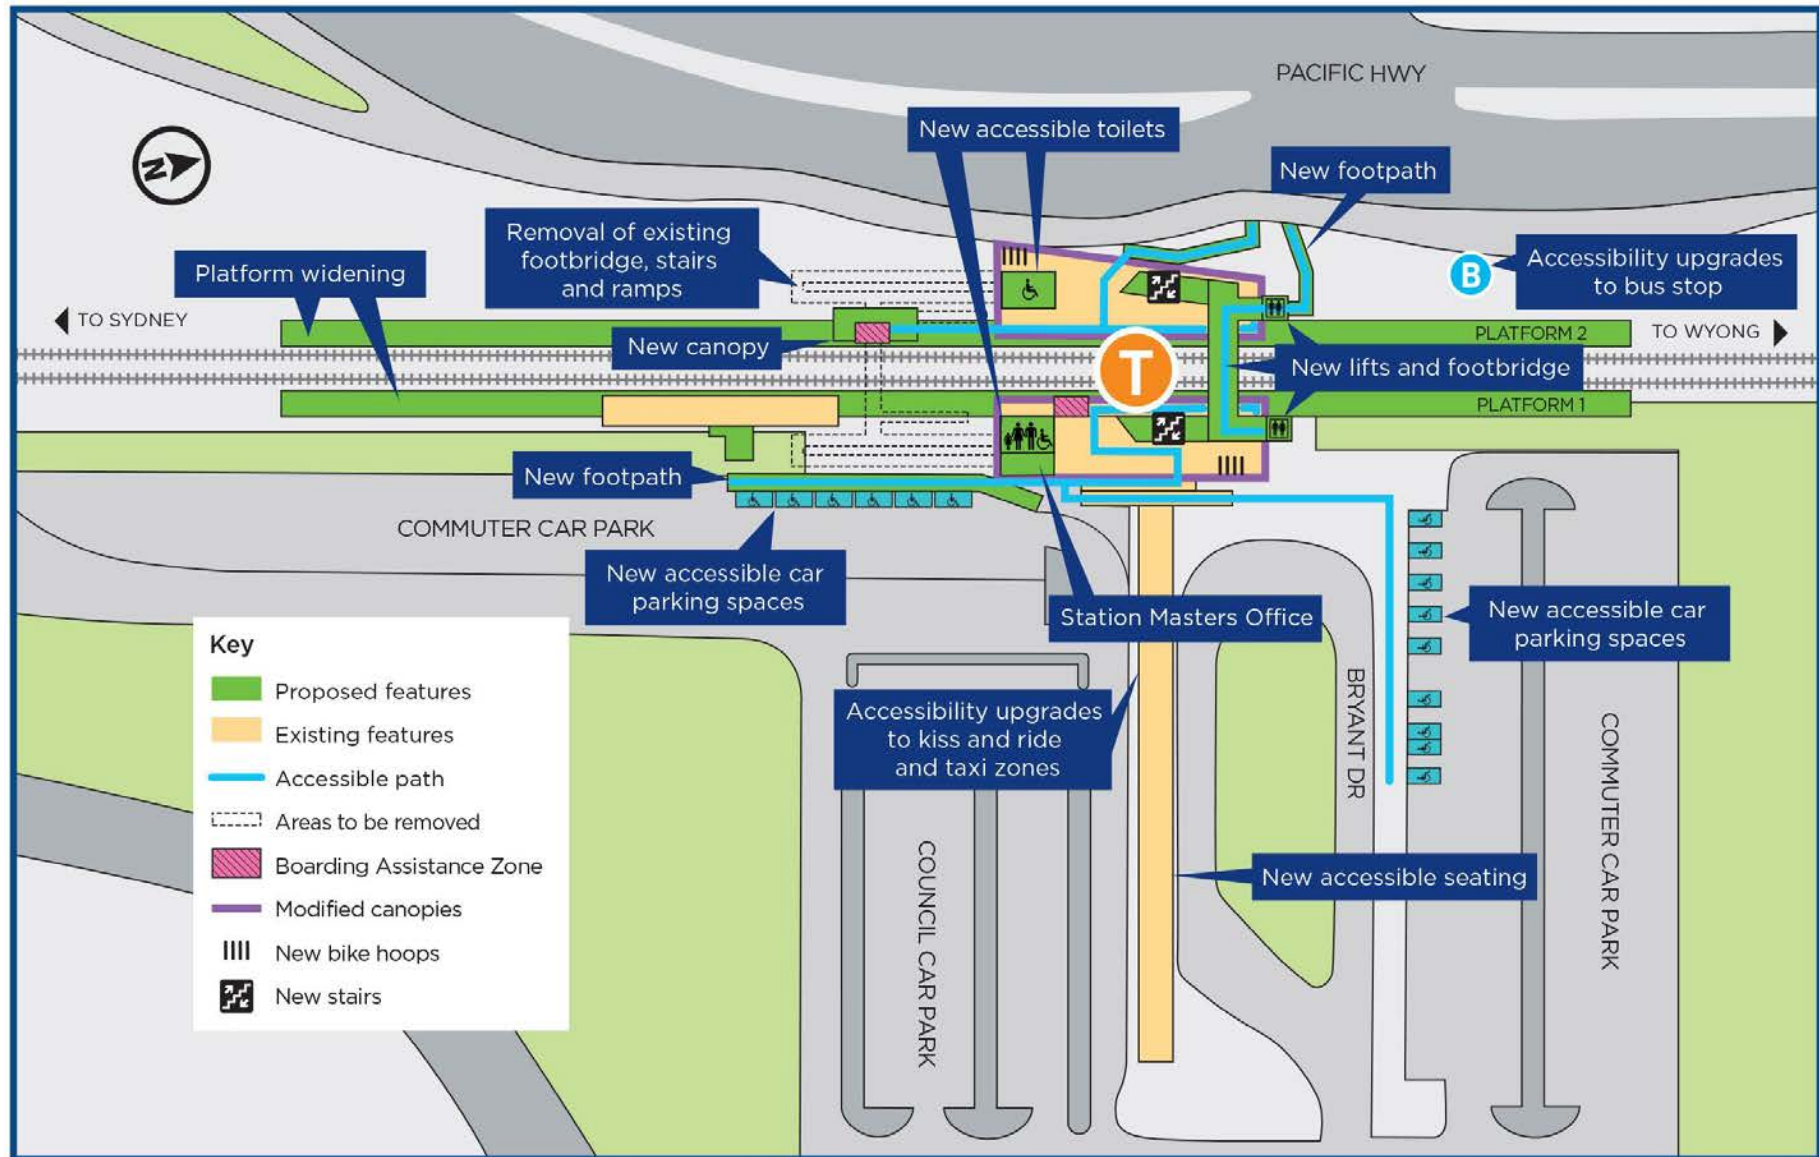 PACIFIC HWY
New accessible toilets
New footpath
N
Removal of existing
footbridge, stairs
and ramps
Accessibility upgrades
to bus stop
B
Platform widening
TO SYDNEY
PLATFORM 2
TO WYONG
New canopy
T
New lifts and footbridge
PLATFORM 1
New footpath
COMMUTER CAR PARK
New accessible car
parking spaces
Station Masters Office
New accessible car
parking spaces
Key
Proposed features
Existing features
Accessible path
Areas to be removed
Boarding Assistance Zone
Modified canopies
New bike hoops
New stairs
Accessibility upgrades
to kiss and ride
and taxi zones
BRYANT DR
COMMUTER CAR PARK
COUNCIL CAR PARK
New accessible seating